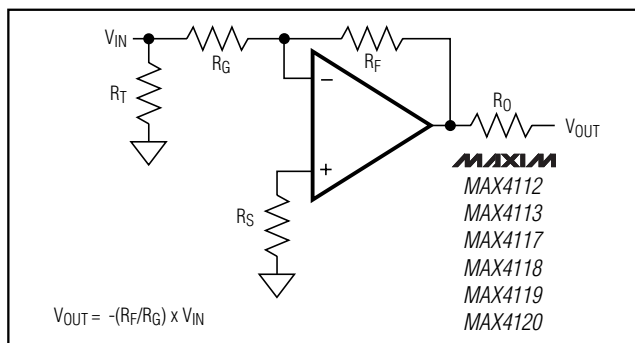 VIN
RG
RF
RT
−
RO
VOUT
MAXIM
+
MAX4112
MAX4113
RS
MAX4117
MAX4118
MAX4119
VOUT = -(RF/RG) x VIN
MAX4120